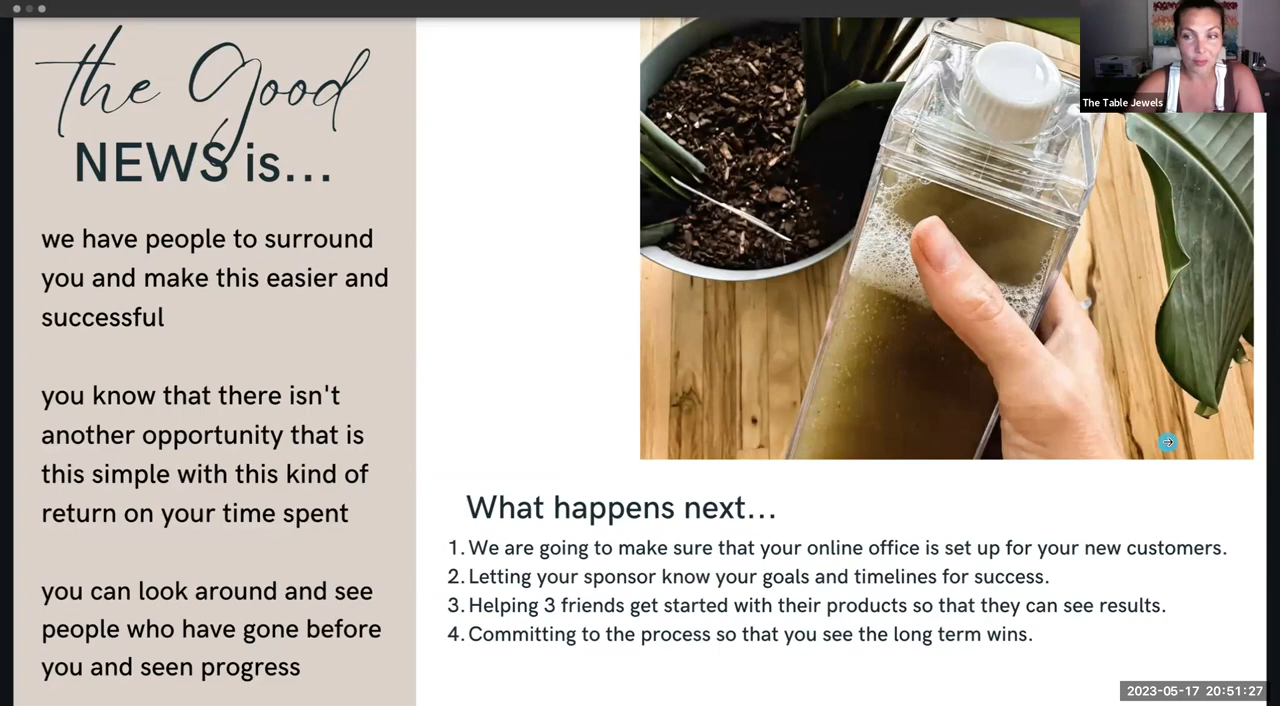 the Good
NEWS is...
we have people to surround
you and make this easier and
successful
you know that there isn't
another opportunity that is
this simple with this kind of
return on your time spent
you can look around and see
people who have gone before
you and seen progress
The Table Jewels
What happens next...
1. We are going to make sure that your online office is set up for your new customers.
2. Letting your sponsor know your goals and timelines for success.
3. Helping 3 friends get started with their products so that they can see results.
4. Committing to the process so that you see the long term wins.
2023-05-17 20:51:27